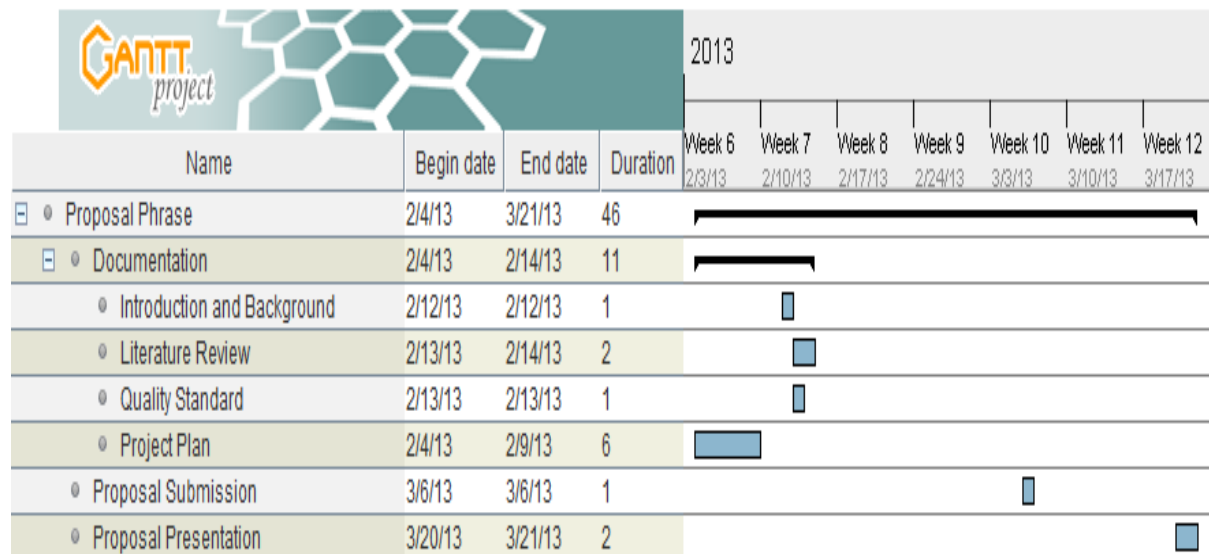 GANTT
project
2013
Week 6 Week 7 Week 8 Week 9 Week 10 Week 11 Week 12
2/3/13 2/10/13 2/17/13 2/24/13 3/3/13 3/10/13 3/17/13
Name Begin date End date Duration
Proposal Phrase 2/4/13 3/21/13 46
Documentation 2/4/13 2/14/13 11
Introduction and Background 2/12/13 2/12/13 1
Literature Review 2/13/13 2/14/13 2
Quality Standard 2/13/13 2/13/13 1
Project Plan 2/4/13 2/9/13 6
Proposal Submission 3/6/13 3/6/13 1
Proposal Presentation 3/20/13 3/21/13 2